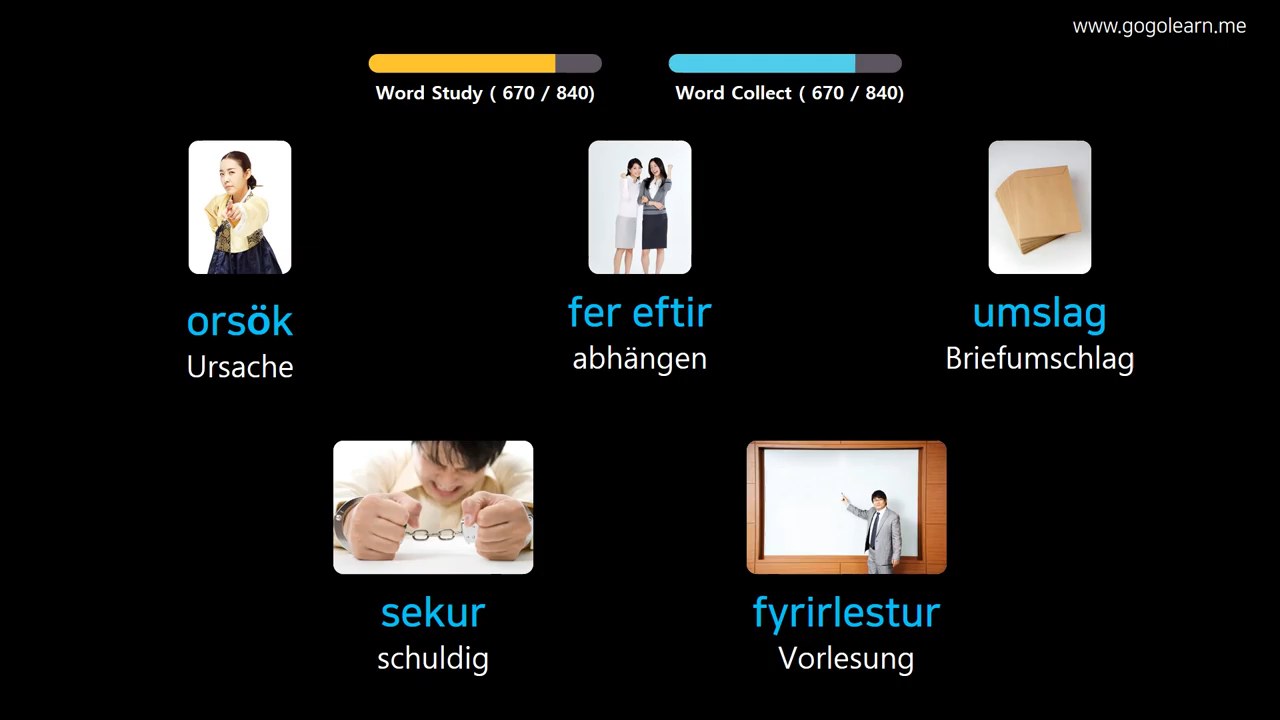 www.gogolearn.me
Word Study ( 670 / 840)
Word Collect ( 670 / 840)
orsök
Ursache
fer eftir
abhängen
umslag
Briefumschlag
sekur
schuldig
fyrirlestur
Vorlesung